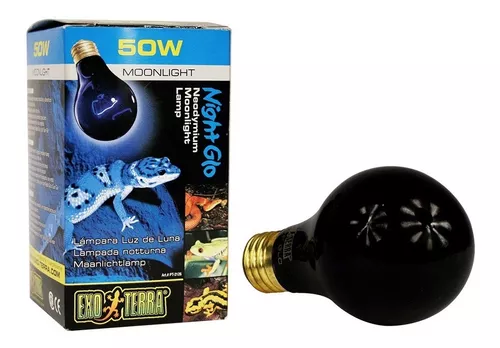 50W
MOONLIGHT
Night Glo
Neodymium
Moonlight
Lamp
Lámpara Luz de Luna
Lampada notturna
Maanlichtlamp
EXO TERRA